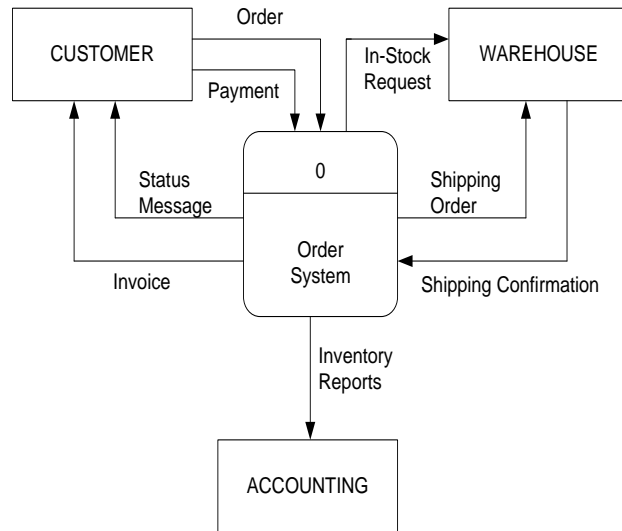 Order
CUSTOMER
In-Stock
Request
WAREHOUSE
Payment
0
Status
Message
Shipping
Order
Order
System
Invoice
Shipping Confirmation
Inventory
Reports
ACCOUNTING